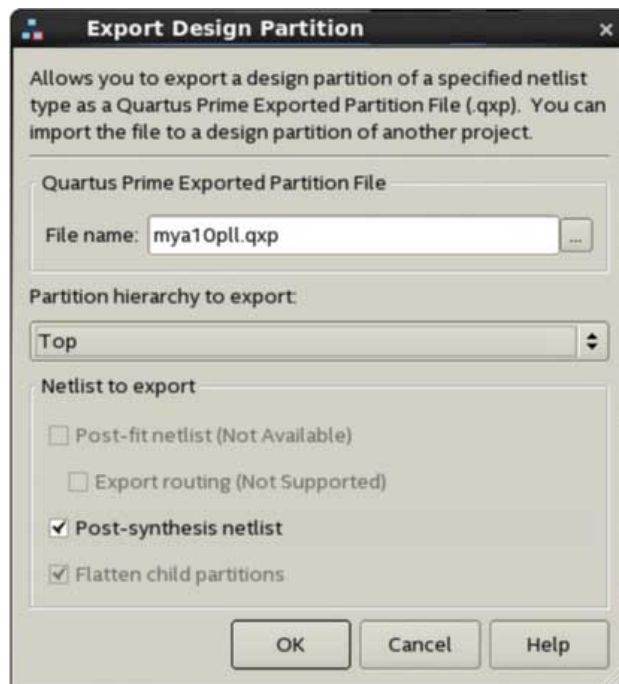 Export Design Partition
Allows you to export a design partition of a specified netlist
type as a Quartus Prime Exported Partition File (.qxp). You can
import the file to a design partition of another project.
Quartus Prime Exported Partition File
File name: mya10pll.qxp ...
Partition hierarchy to export:
Top
Netlist to export
Post-fit netlist (Not Available)
Export routing (Not Supported)
Post-synthesis netlist
Flatten child partitions
OK Cancel Help